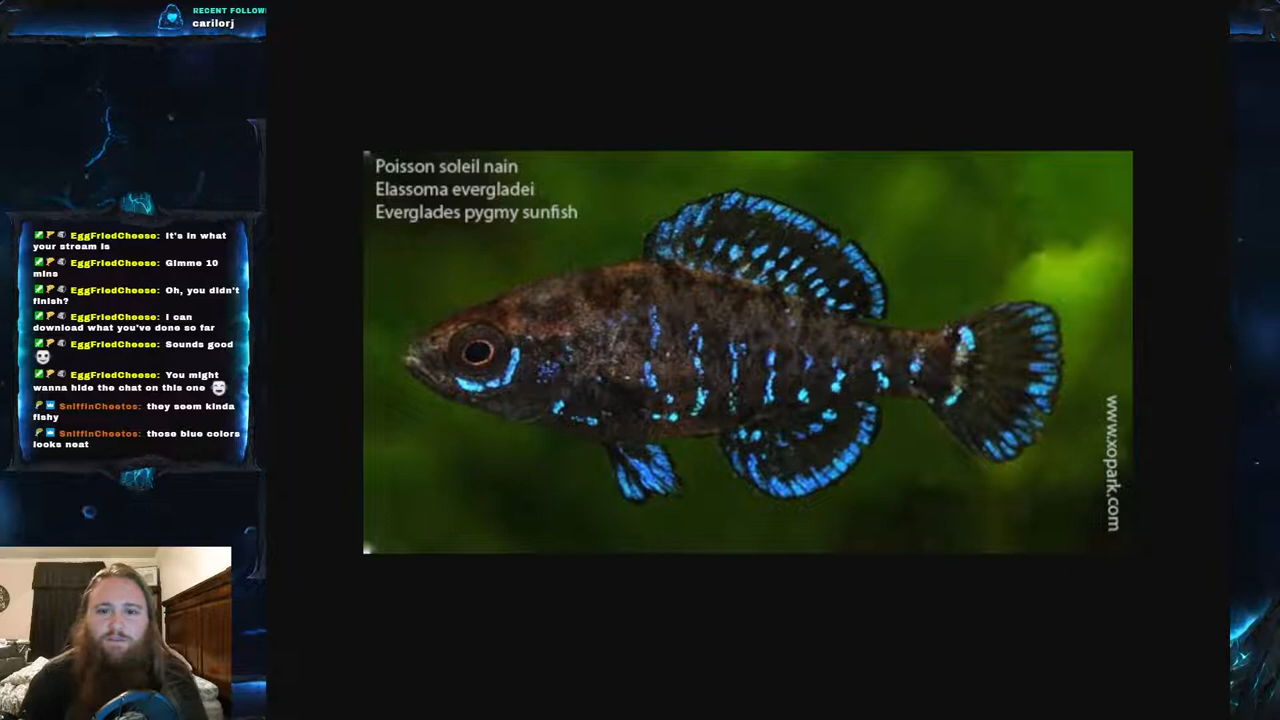 RECENT FOLLOW
carilorj
EggFriedCheese: It's in what
your stream is
EggFriedCheese: Gimme 10
mins
EggFriedCheese: Oh, you didn't
finish?
EggFriedCheese: I can
download what you've done so far
EggFriedCheese: Sounds good
EggFriedCheese: You might
wanna hide the chat on this one
SniffinCheetos: they seem kinda
fishy
SniffinCheetos: those blue colors
looks neat
Poisson soleil nain
Elassoma evergladei
Everglades pygmy sunfish
www.xopark.com